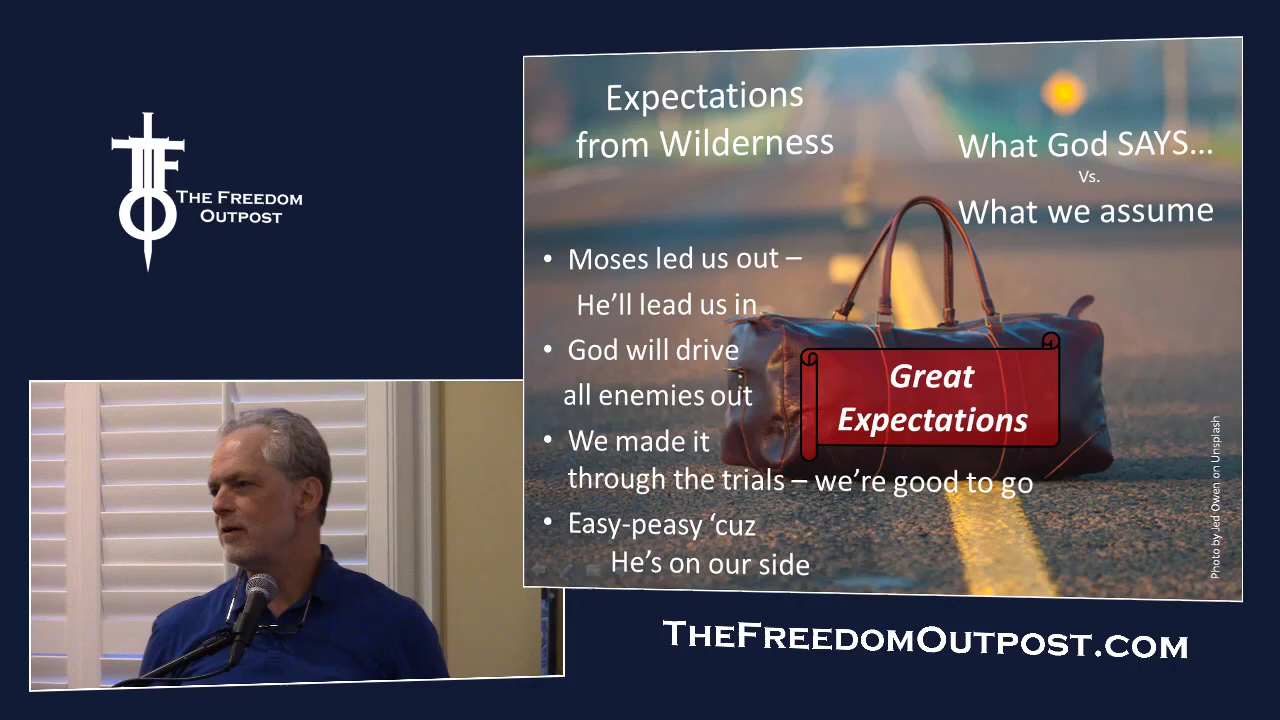 TF
THE FREEDOM
OUTPOST
Expectations
from Wilderness
What God SAYS...
Vs.
What we assume
• Moses led us out –
He'll lead us in
• God will drive
all enemies out
• We made it
through the trials – we're good to go
• Easy-peasy ‘cuz
He's on our side
Great
Expectations
Photo by Jed Owen on Unsplash
THEFREEDOMOUTPOST.COM